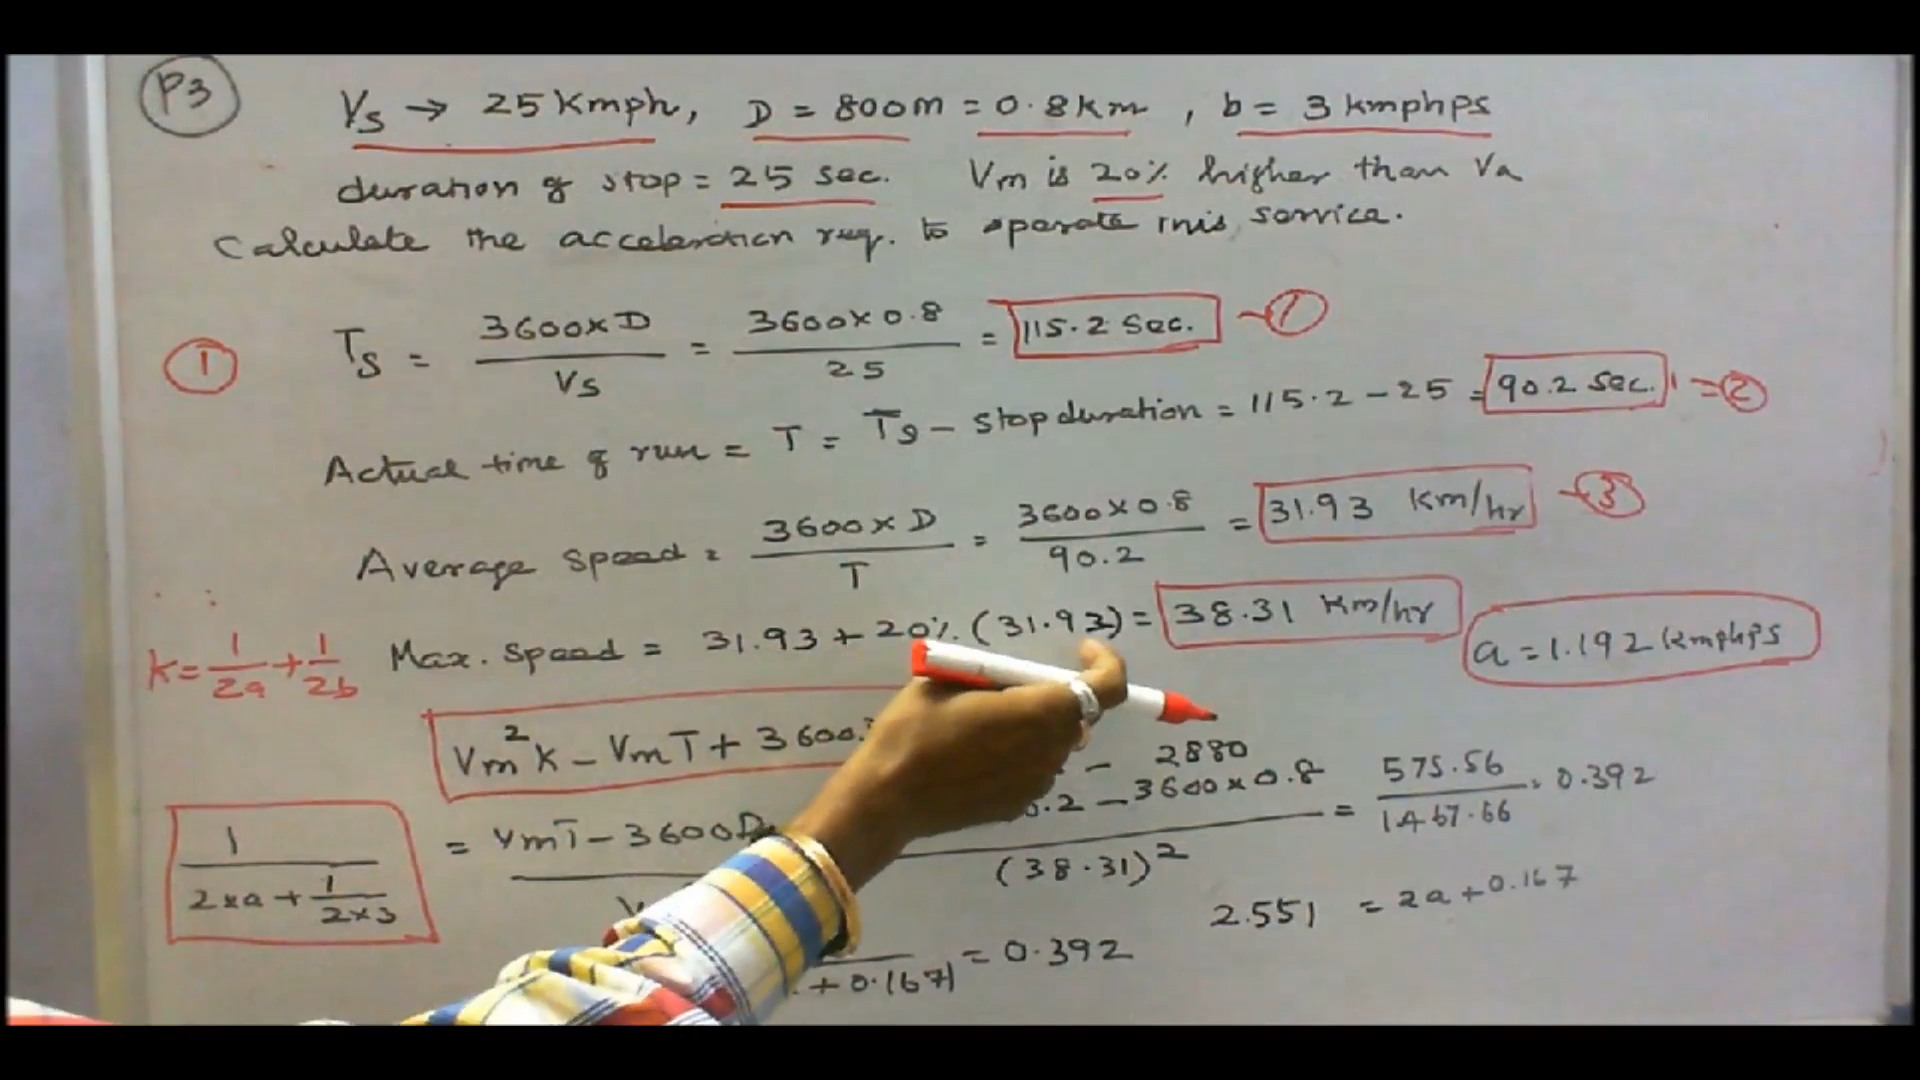 P3
Vs → 25 Kmph, D = 800m = 0.8 km, b = 3 kmphps
duration of stop = 25 sec. Vm is 20% higher than Va
Calculate the acceleration req. to operate this service.
① Ts = 3600×D / Vs = 3600×0.8 / 25 = 115.2 Sec. - ①
Actual time of run = T = Ts - stop duration = 115.2 - 25 = 90.2 Sec. - ②
Average speed = 3600×D / T = 3600×0.8 / 90.2 = 31.93 Km/hr - ③
K = 1/2a + 1/2b
Max. Speed = 31.93 + 20% (31.93) = 38.31 Km/hr
a = 1.192 kmphps
Vm²K - VmT + 3600
1 / 2×a + 1/2×3 = VmT - 3600D
- 2880
.2 - 3600×0.8 / (38.31)² = 575.56 / 1467.66 = 0.392
+ 0.167 = 0.392
2.551 = 2a + 0.167